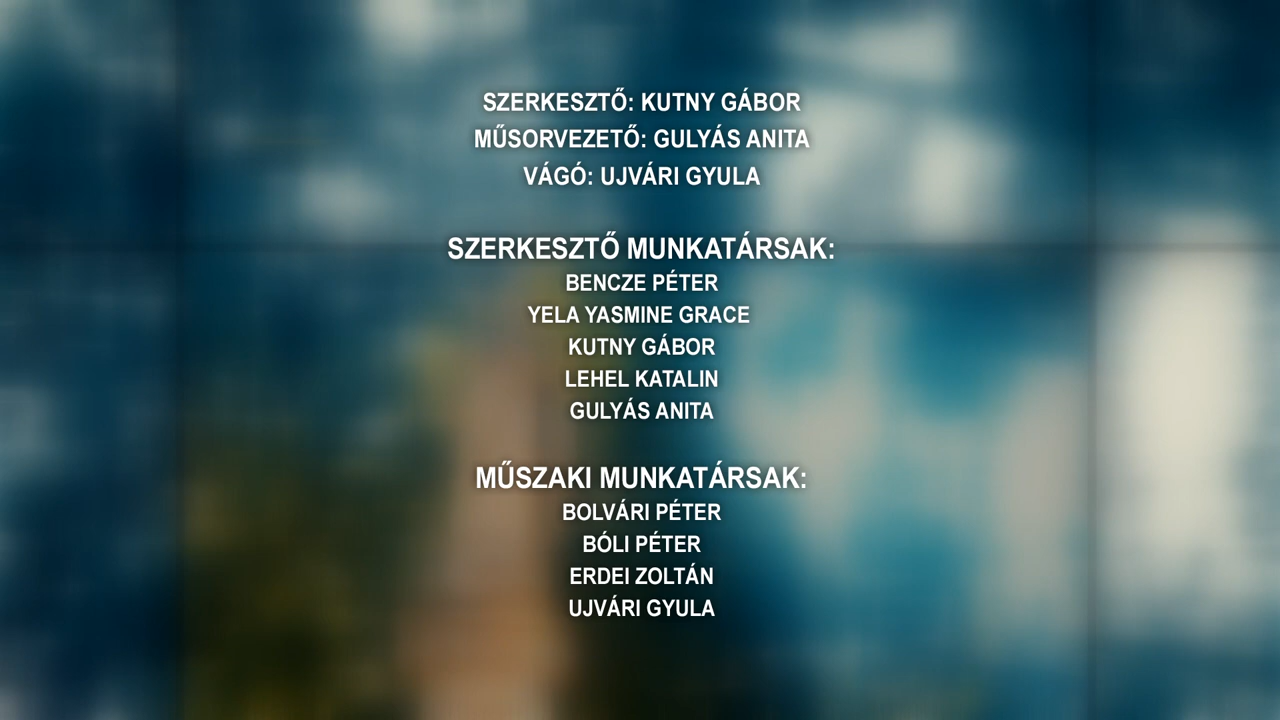 SZERKESZTŐ: KUTNY GÁBOR
MŰSORVEZETŐ: GULYÁS ANITA
VÁGÓ: UJVÁRI GYULA
SZERKESZTŐ MUNKATÁRSAK:
BENCZE PÉTER
YELA YASMINE GRACE
KUTNY GÁBOR
LEHEL KATALIN
GULYÁS ANITA
MŰSZAKI MUNKATÁRSAK:
BOLVÁRI PÉTER
BÓLI PÉTER
ERDEI ZOLTÁN
UJVÁRI GYULA